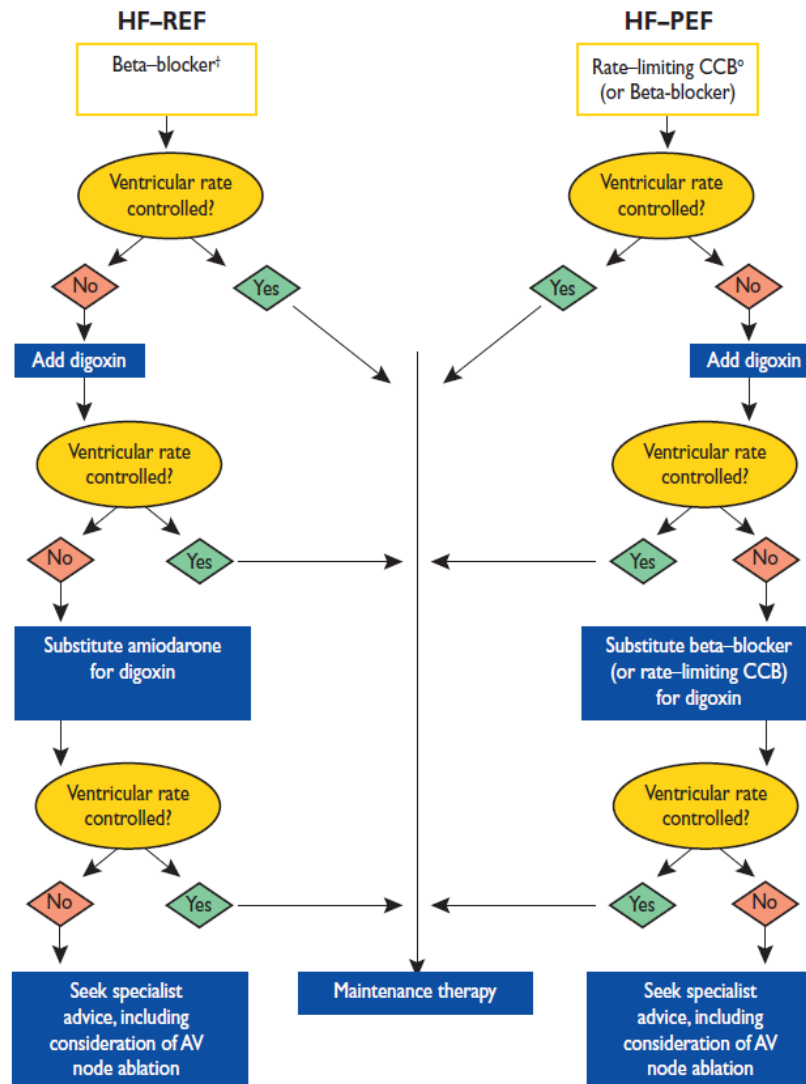 HF–REF
HF–PEF
Beta–blocker†
Rate–limiting CCBº
(or Beta-blocker)
Ventricular rate
controlled?
Ventricular rate
controlled?
No
Yes
Yes
No
Add digoxin
Add digoxin
Ventricular rate
controlled?
Ventricular rate
controlled?
No
Yes
Yes
No
Substitute amiodarone
for digoxin
Substitute beta–blocker
(or rate–limiting CCB)
for digoxin
Ventricular rate
controlled?
Ventricular rate
controlled?
No
Yes
Yes
No
Seek specialist
advice, including
consideration of AV
node ablation
Maintenance therapy
Seek specialist
advice, including
consideration of AV
node ablation